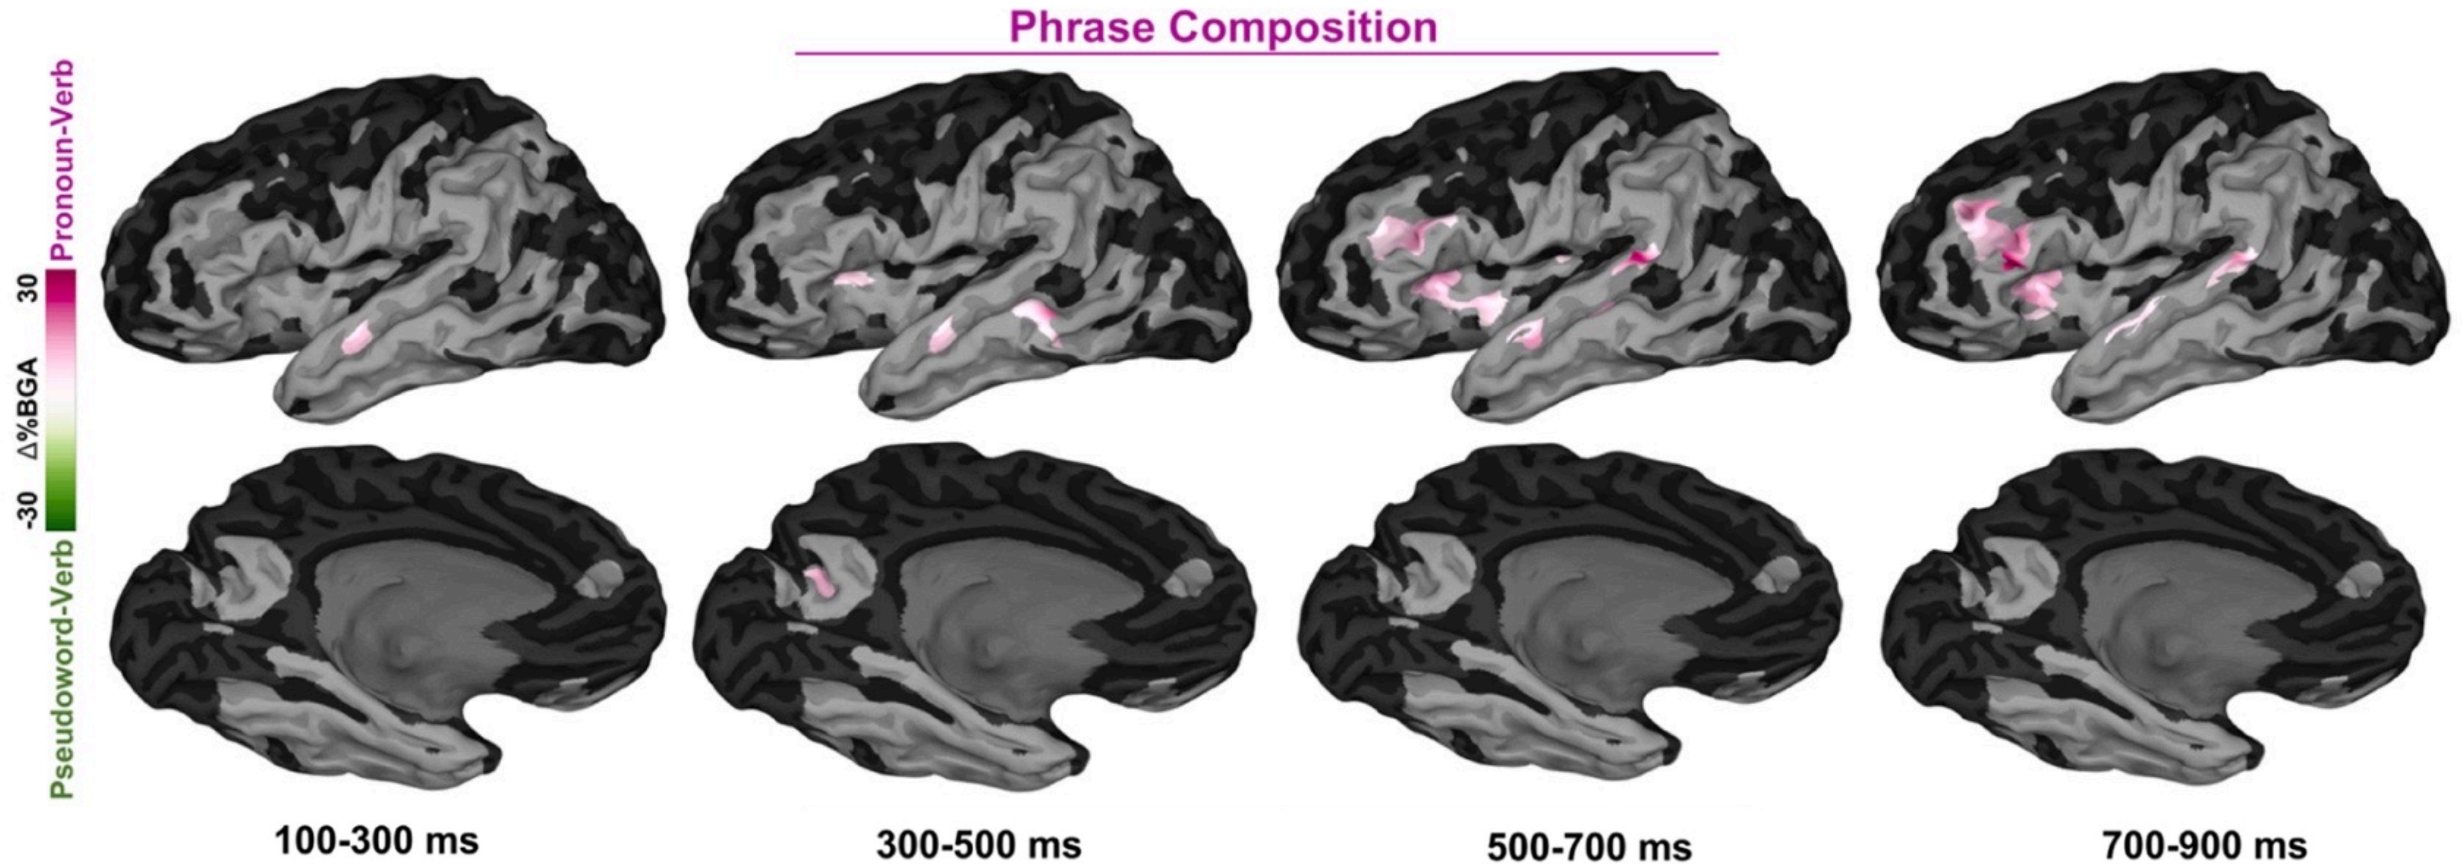 Phrase Composition
Pronoun-Verb
30
Δ%BGA
-30
Pseudoword-Verb
100-300 ms
300-500 ms
500-700 ms
700-900 ms